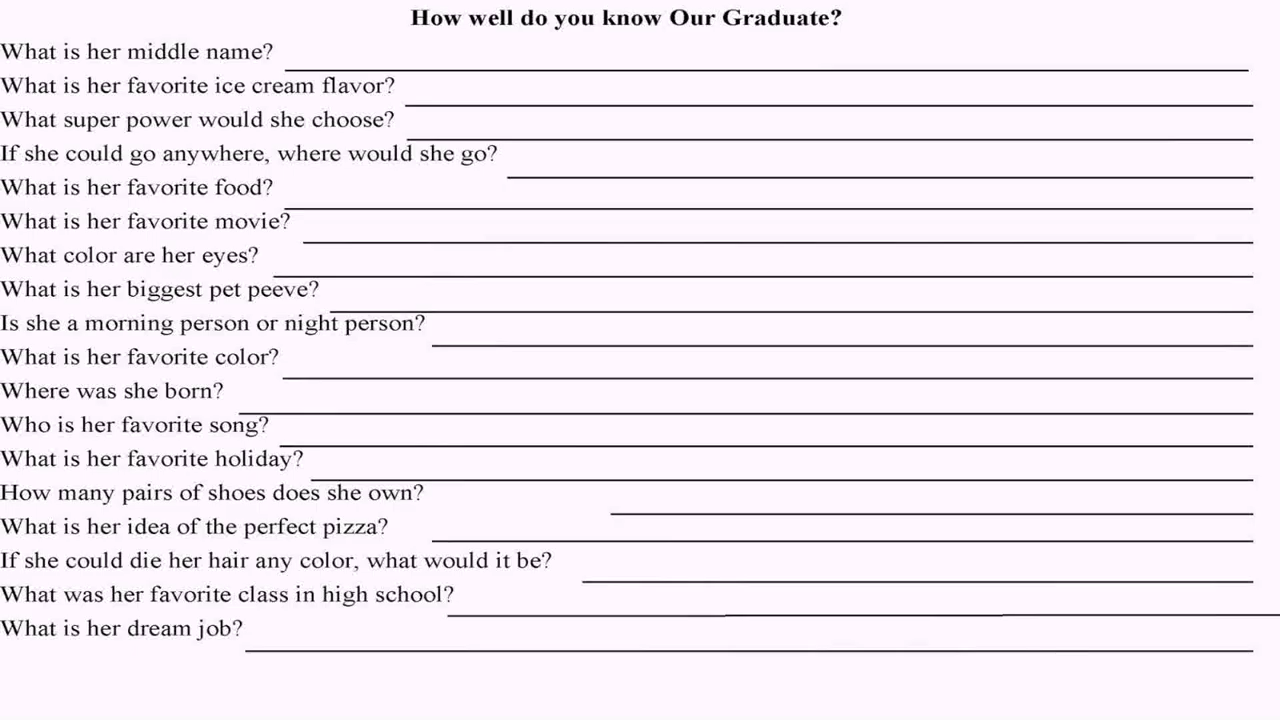 How well do you know Our Graduate?
What is her middle name?
What is her favorite ice cream flavor?
What super power would she choose?
If she could go anywhere, where would she go?
What is her favorite food?
What is her favorite movie?
What color are her eyes?
What is her biggest pet peeve?
Is she a morning person or night person?
What is her favorite color?
Where was she born?
Who is her favorite song?
What is her favorite holiday?
How many pairs of shoes does she own?
What is her idea of the perfect pizza?
If she could die her hair any color, what would it be?
What was her favorite class in high school?
What is her dream job?